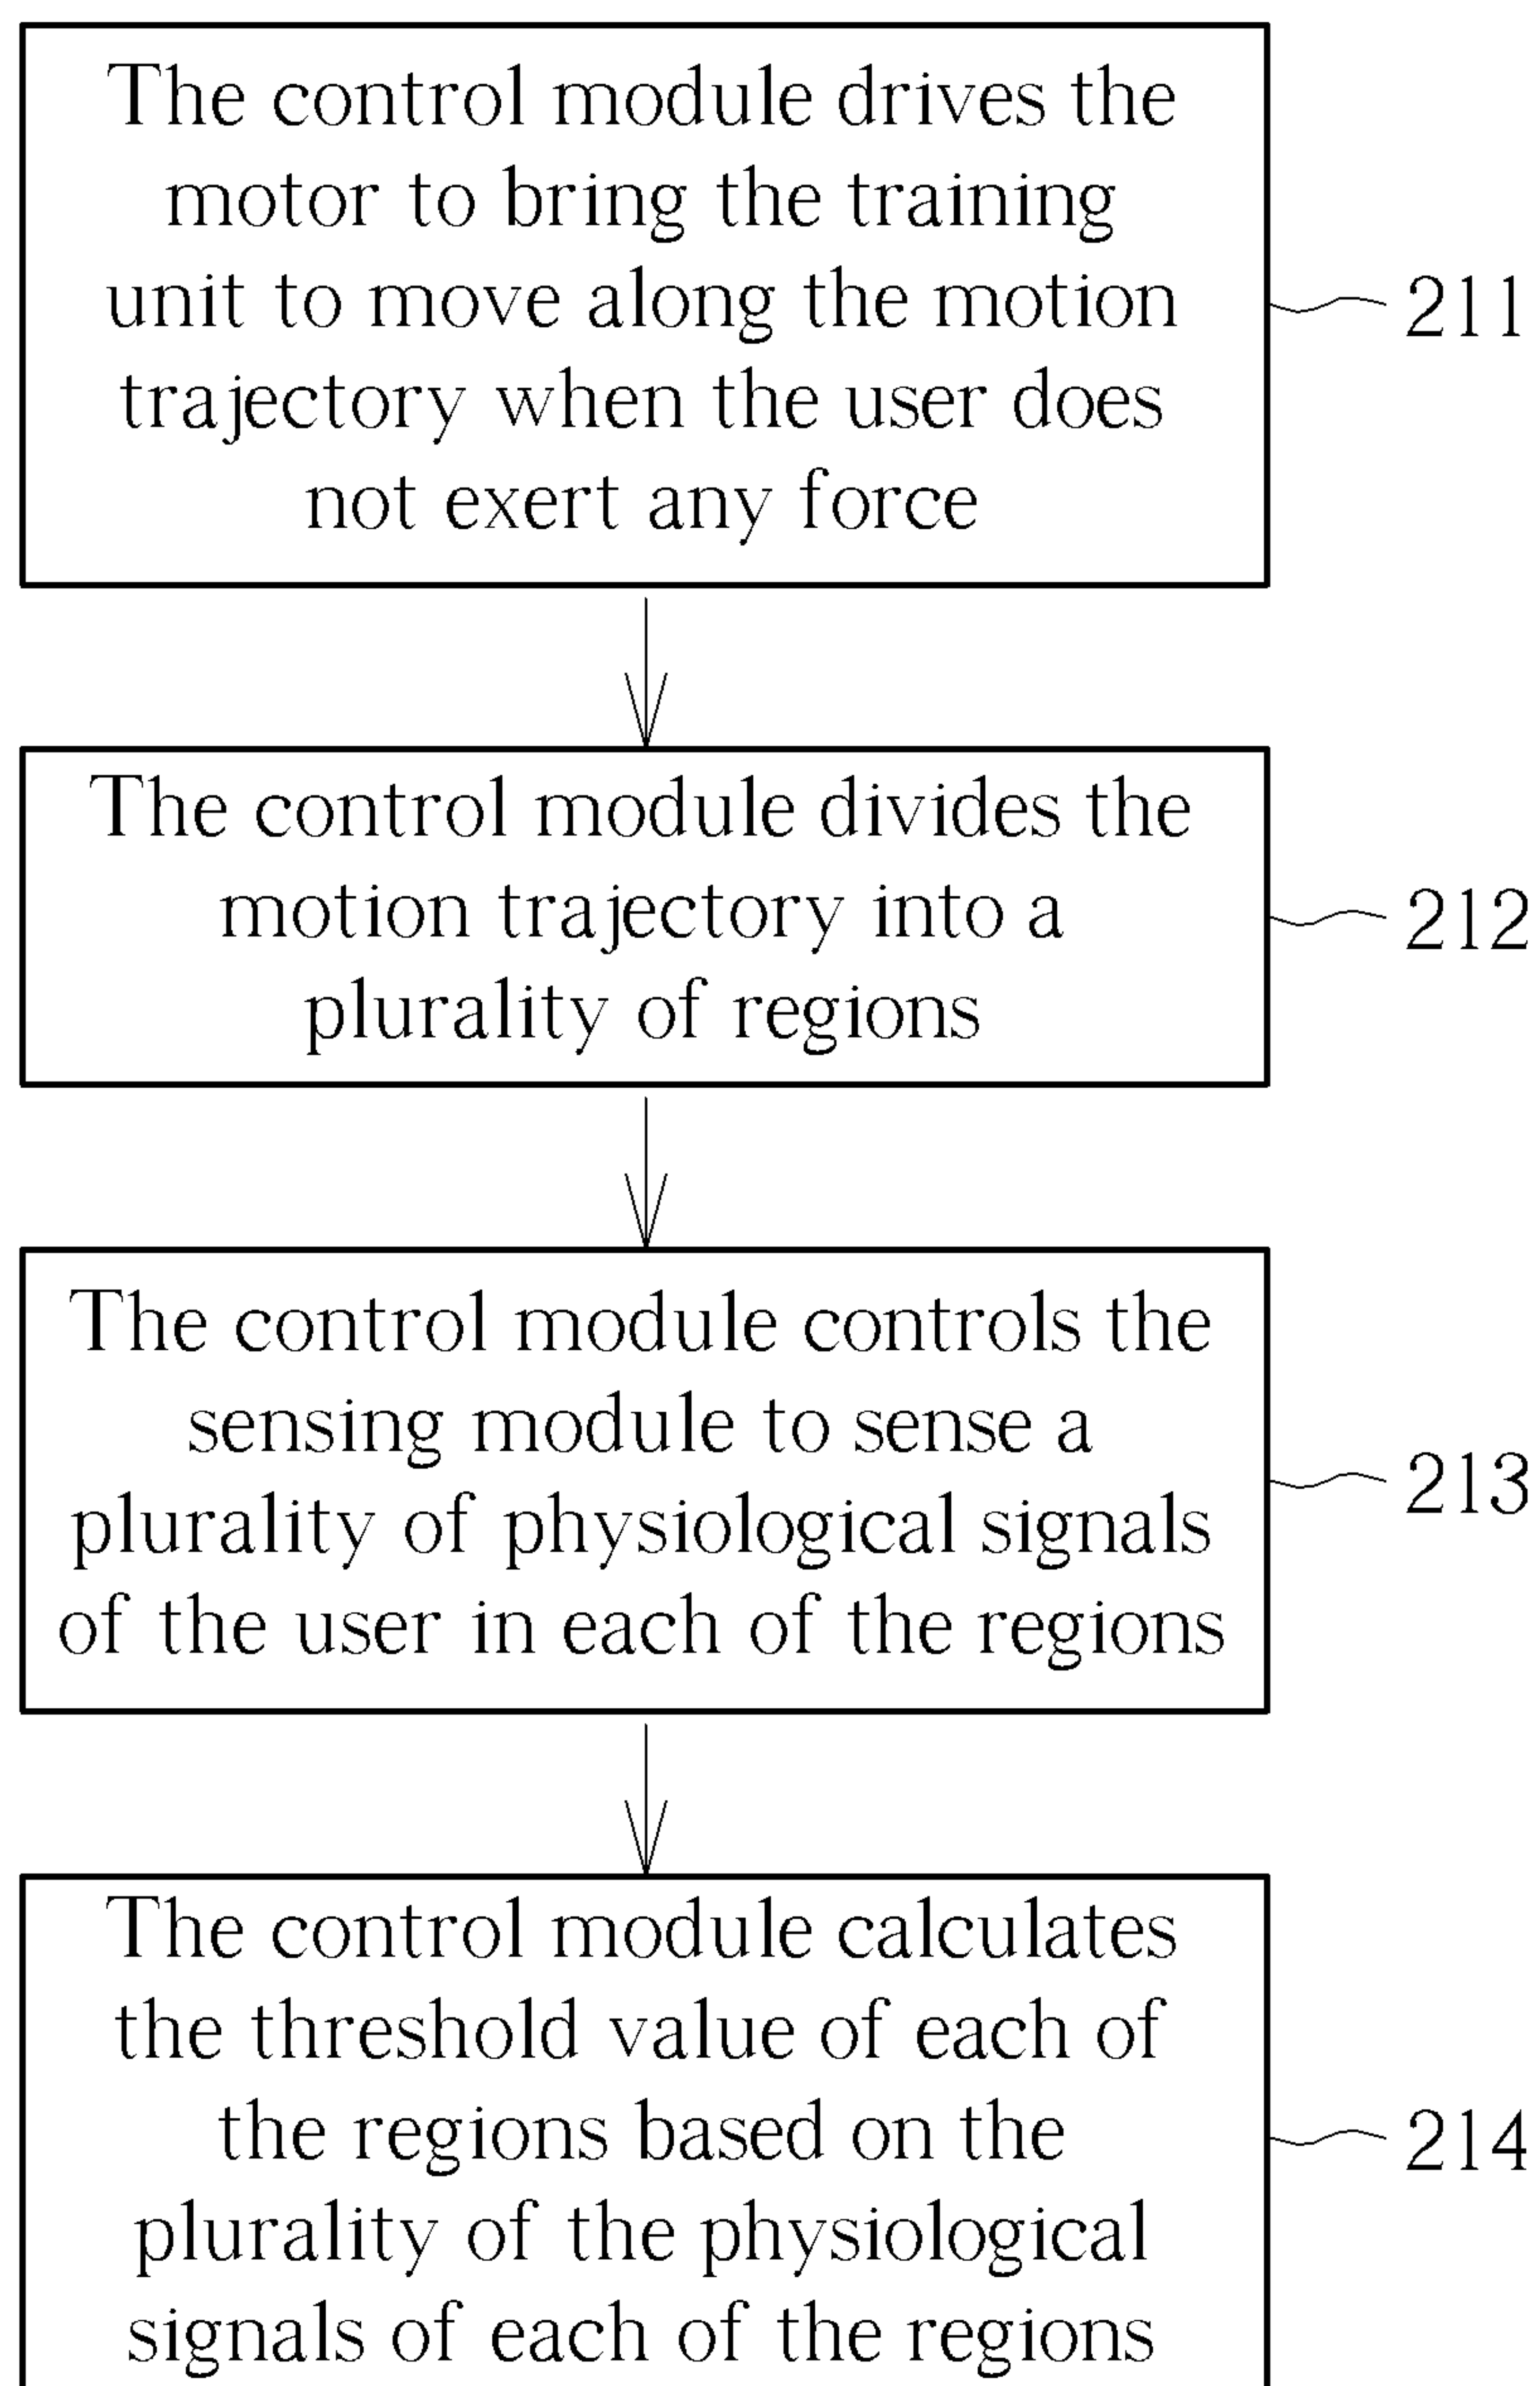 The control module drives the
motor to bring the training
unit to move along the motion
trajectory when the user does
not exert any force
211
The control module divides the
motion trajectory into a
plurality of regions
212
The control module controls the
sensing module to sense a
plurality of physiological signals
of the user in each of the regions
213
The control module calculates
the threshold value of each of
the regions based on the
plurality of the physiological
signals of each of the regions
214